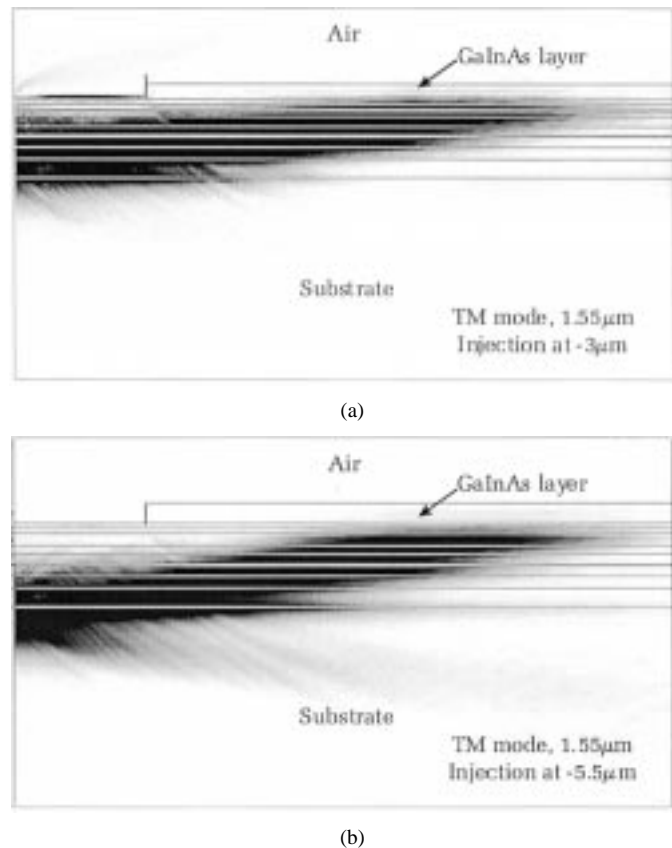 Air
GaInAs layer
Substrate
TM mode, 1.55μm
Injection at -3μm
(a)
Air
GaInAs layer
Substrate
TM mode, 1.55μm
Injection at -5.5μm
(b)